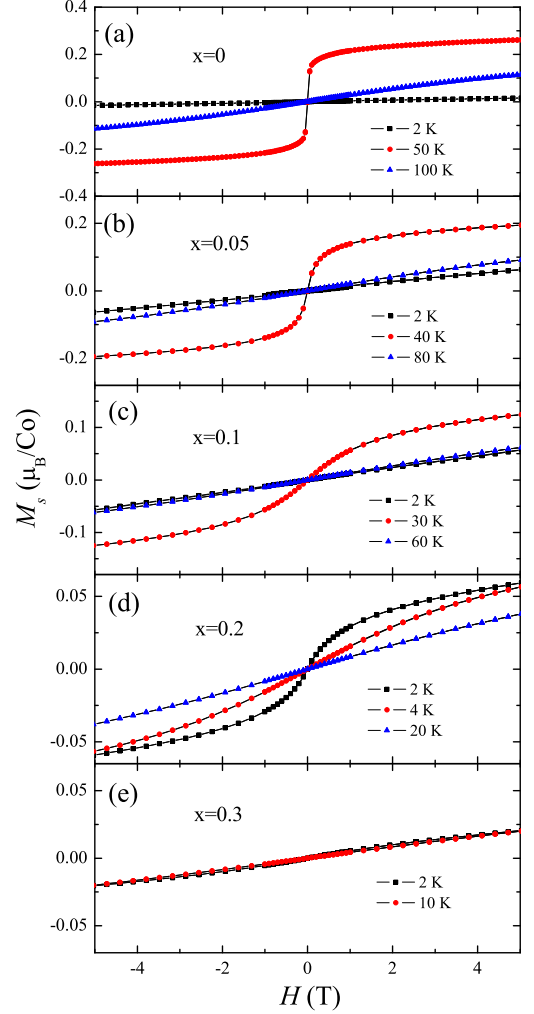 (a)
x=0
0.4
0.2
0.0
-0.2
0.4
2 K
50 K
100 K
(b)
x=0.05
0.2
0.0
-0.2
2 K
40 K
80 K
(c)
x=0.1
0.1
0.0
-0.1
2 K
30 K
60 K
M_s (μ_B/Co)
(d)
x=0.2
0.05
0.00
-0.05
2 K
4 K
20 K
(e)
x=0.3
0.05
0.00
-0.05
2 K
10 K
-4 -2 0 2 4
H (T)